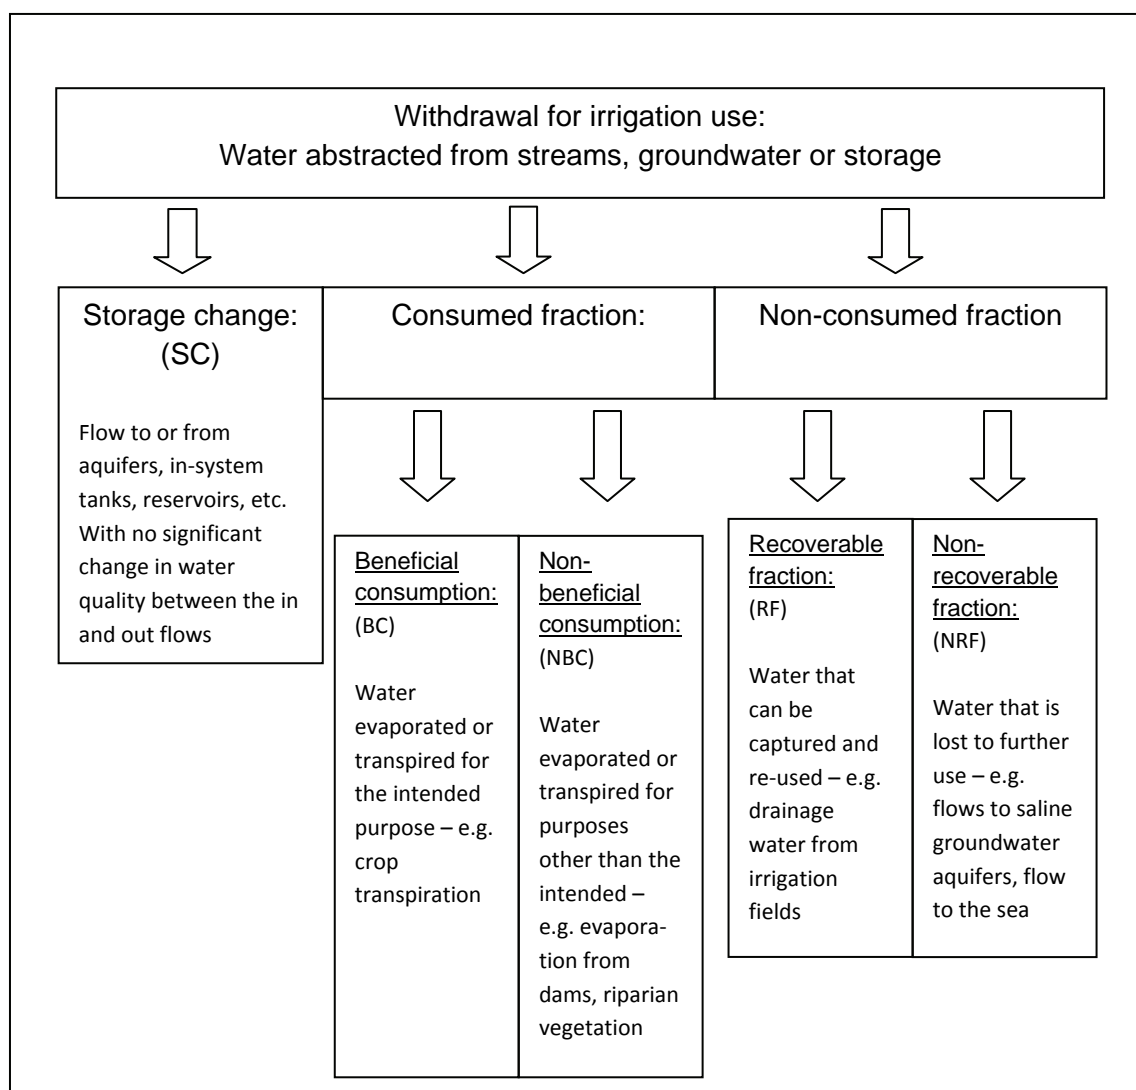 Withdrawal for irrigation use:
Water abstracted from streams, groundwater or storage
Storage change:
(SC)
Flow to or from
aquifers, in-system
tanks, reservoirs, etc.
With no significant
change in water
quality between the in
and out flows
Consumed fraction:
Non-consumed fraction
Beneficial
consumption:
(BC)
Water
evaporated or
transpired for
the intended
purpose – e.g.
crop
transpiration
Non-
beneficial
consumption:
(NBC)
Water
evaporated or
transpired for
purposes
other than the
intended –
e.g. evapora-
tion from
dams, riparian
vegetation
Recoverable
fraction:
(RF)
Water that
can be
captured and
re-used – e.g.
drainage
water from
irrigation
fields
Non-
recoverable
fraction:
(NRF)
Water that is
lost to further
use – e.g.
flows to saline
groundwater
aquifers, flow
to the sea